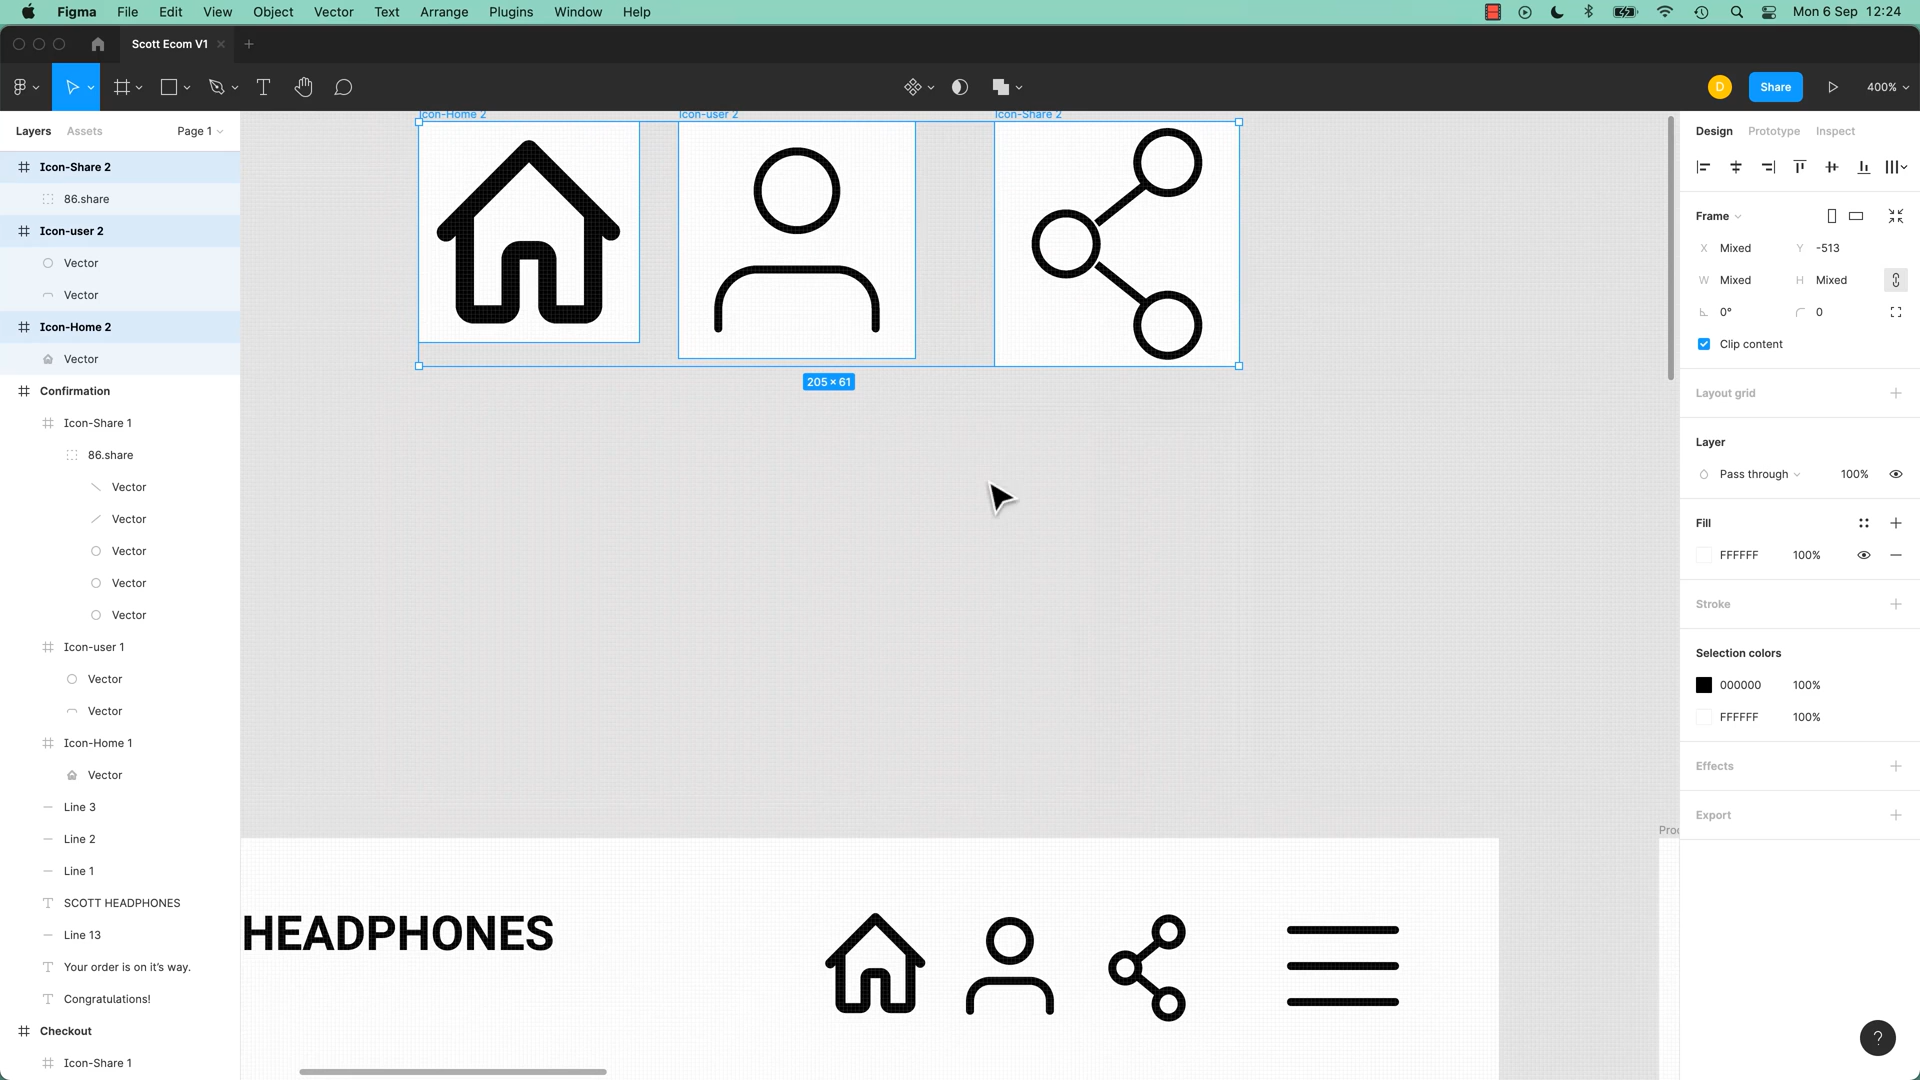 Figma File Edit View Object Vector Text Arrange Plugins Window Help Mon 6 Sep 12:24
Scott Ecom V1
D Share 400%
Layers Assets Page 1
Icon-Share 2
86.share
Icon-user 2
Vector
Vector
Icon-Home 2
Vector
Confirmation
Icon-Share 1
86.share
Vector
Vector
Vector
Vector
Vector
Icon-user 1
Vector
Vector
Icon-Home 1
Vector
Line 3
Line 2
Line 1
SCOTT HEADPHONES
Line 13
Your order is on it's way.
Congratulations!
Checkout
Icon-Share 1
Icon-Home 2 Icon-user 2 Icon-Share 2
205 × 61
Proc
HEADPHONES
Design Prototype Inspect
Frame
X Mixed Y -513
W Mixed H Mixed
0° 0
Clip content
Layout grid
Layer
Pass through 100%
Fill
FFFFFF 100%
Stroke
Selection colors
000000 100%
FFFFFF 100%
Effects
Export
?